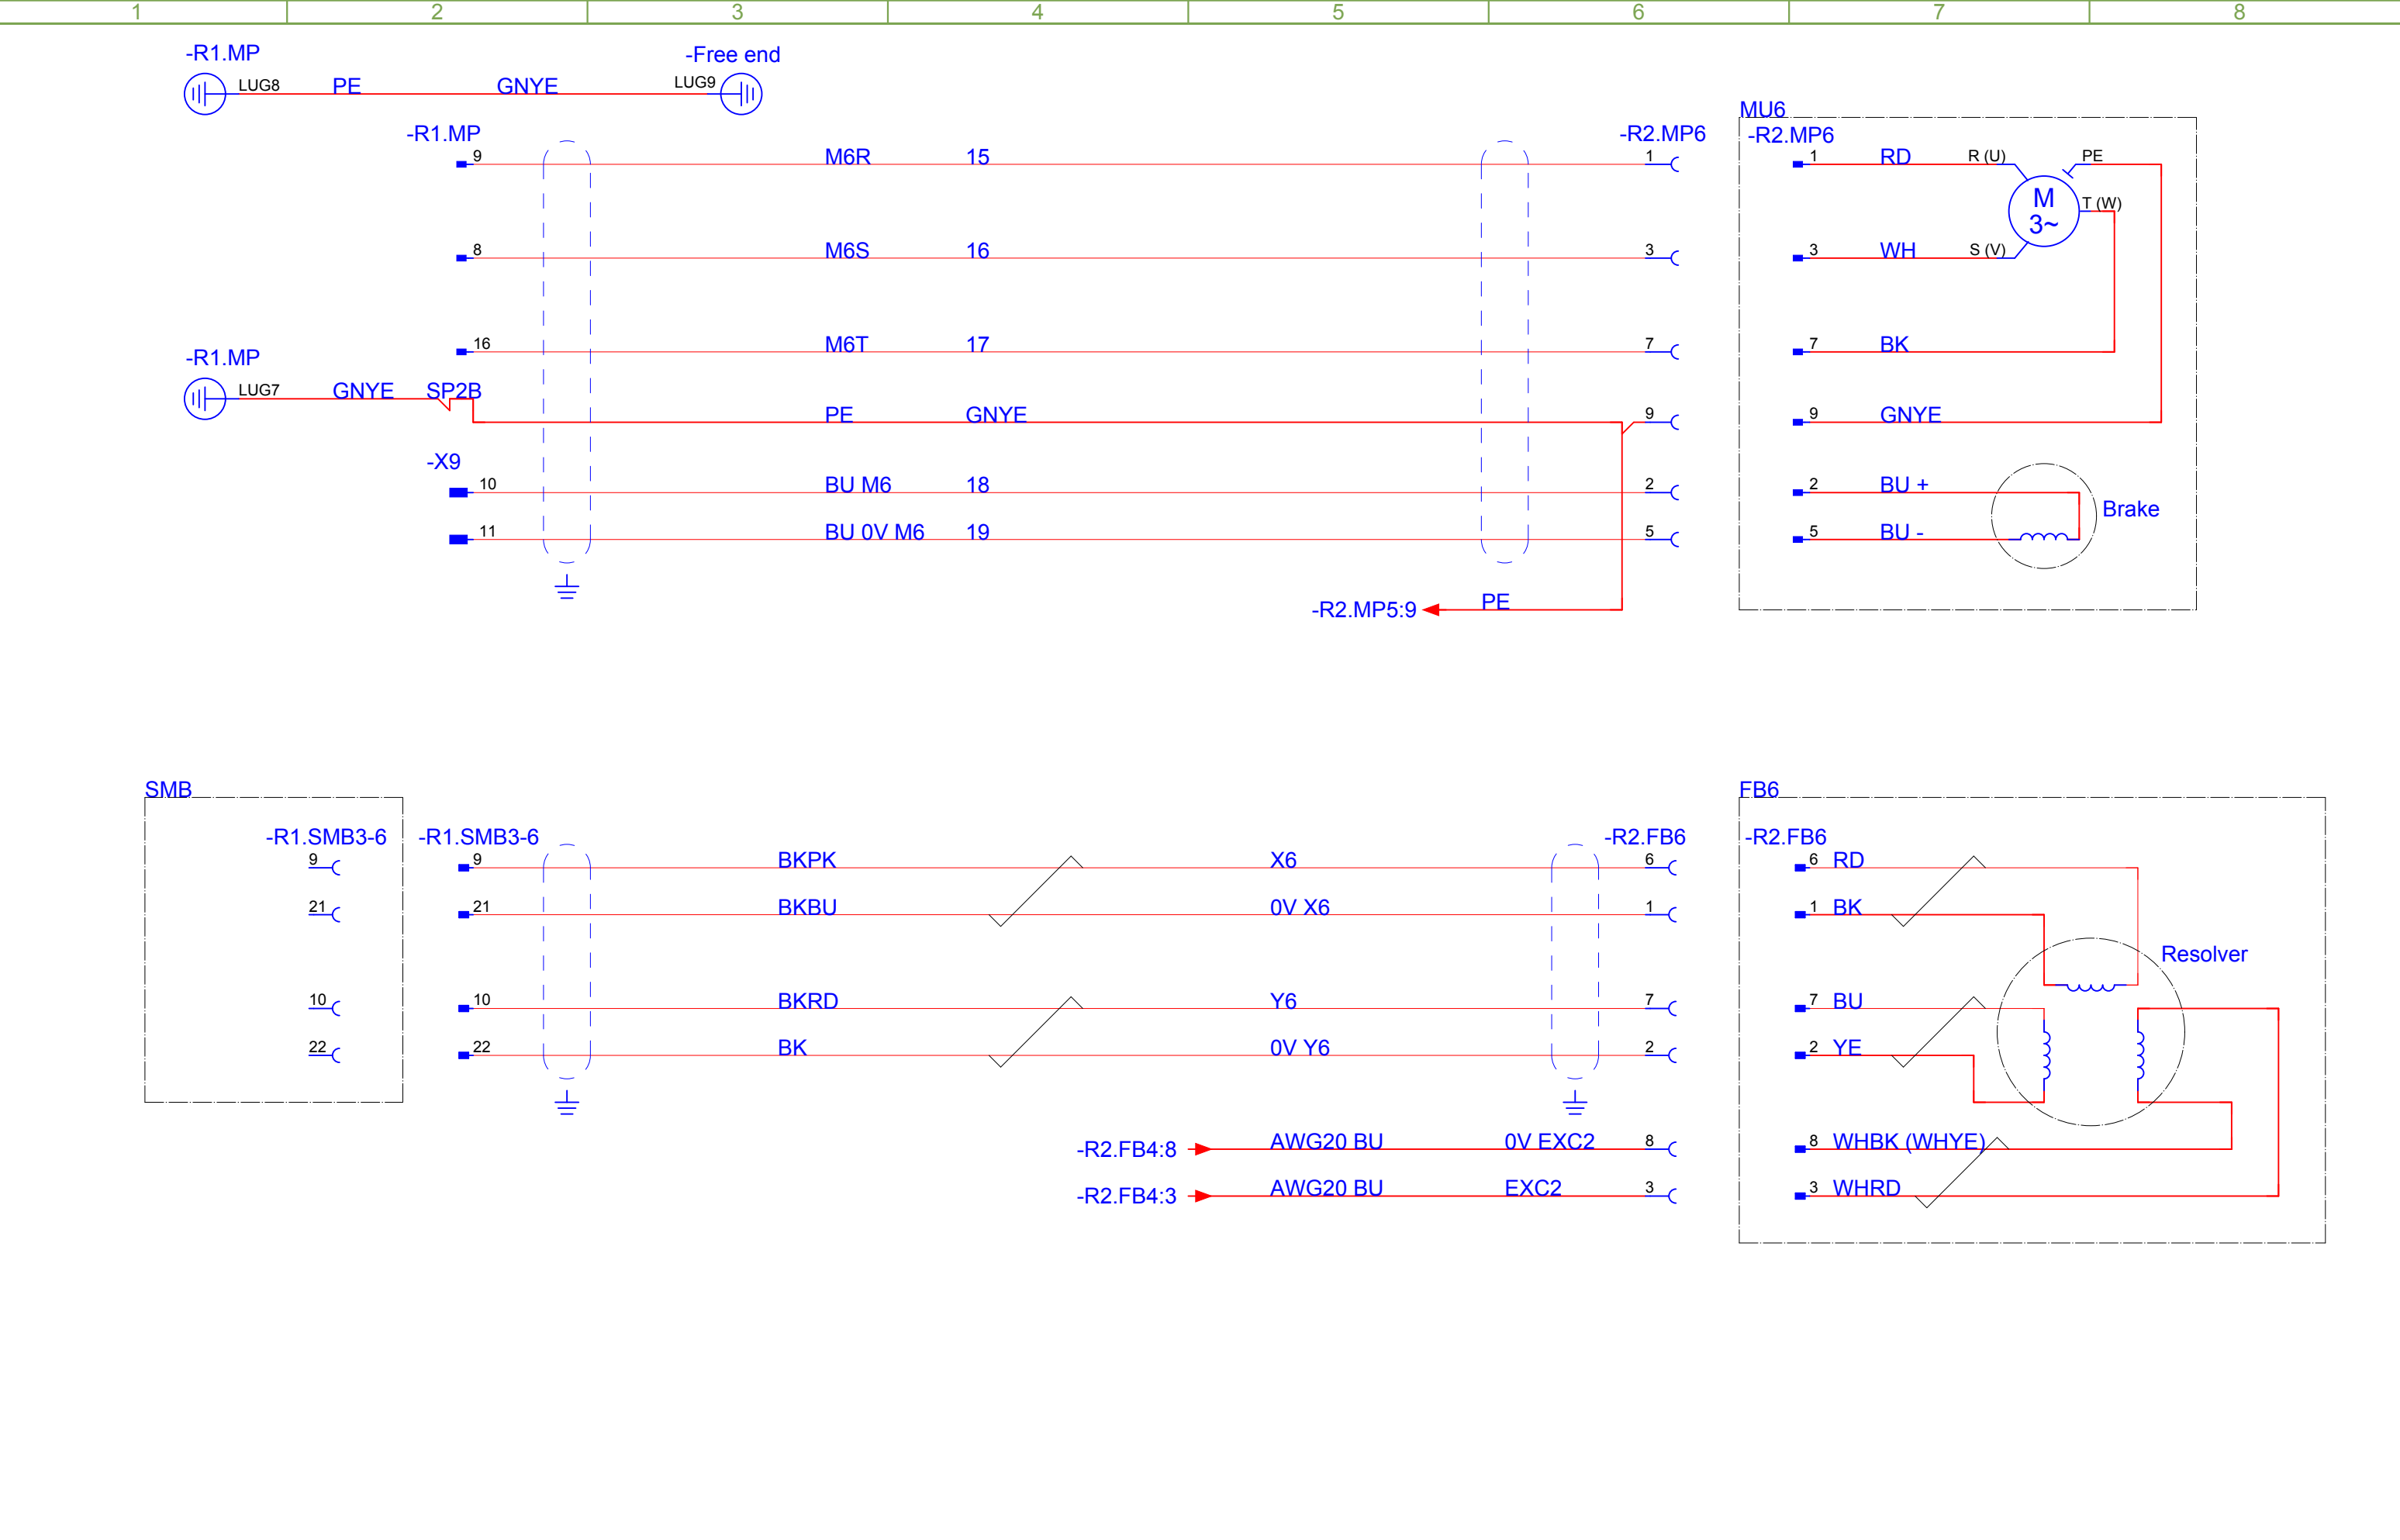 1 2 3 4 5 6 7 8
-R1.MP -Free end
LUG8 PE GNYE LUG9
-R1.MP -R2.MP6 MU6
-R2.MP6
9 M6R 15 1 1 RD R (U) PE
M
3~
T (W)
8 M6S 16 3 3 WH S (V)
16 M6T 17 7 7 BK
-R1.MP
LUG7 GNYE SP2B
PE GNYE 9 9 GNYE
-X9
10 BU M6 18 2 2 BU +
Brake
11 BU 0V M6 19 5 5 BU -
-R2.MP5:9 PE
SMB FB6
-R1.SMB3-6 -R1.SMB3-6 -R2.FB6 -R2.FB6
9 9 BKPK X6 6 6 RD
21 21 BKBU 0V X6 1 1 BK
Resolver
10 10 BKRD Y6 7 7 BU
22 22 BK 0V Y6 2 2 YE
-R2.FB4:8 AWG20 BU 0V EXC2 8 8 WHBK (WHYE)
-R2.FB4:3 AWG20 BU EXC2 3 3 WHRD